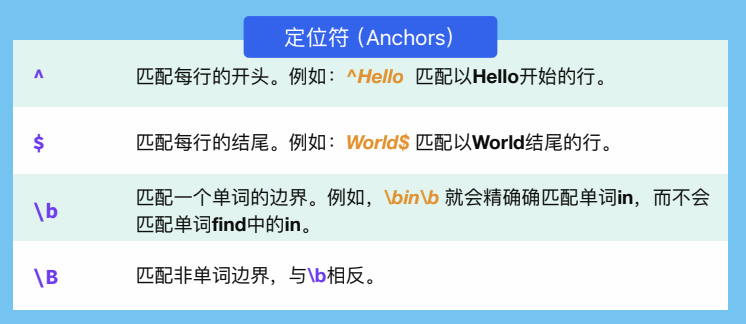 定位符（Anchors）
^ 匹配每行的开头。例如：^Hello 匹配以Hello开始的行。
$ 匹配每行的结尾。例如：World$ 匹配以World结尾的行。
\b 匹配一个单词的边界。例如，\bin\b 就会精确确匹配单词in，而不会
匹配单词find中的in。
\B 匹配非单词边界，与\b相反。